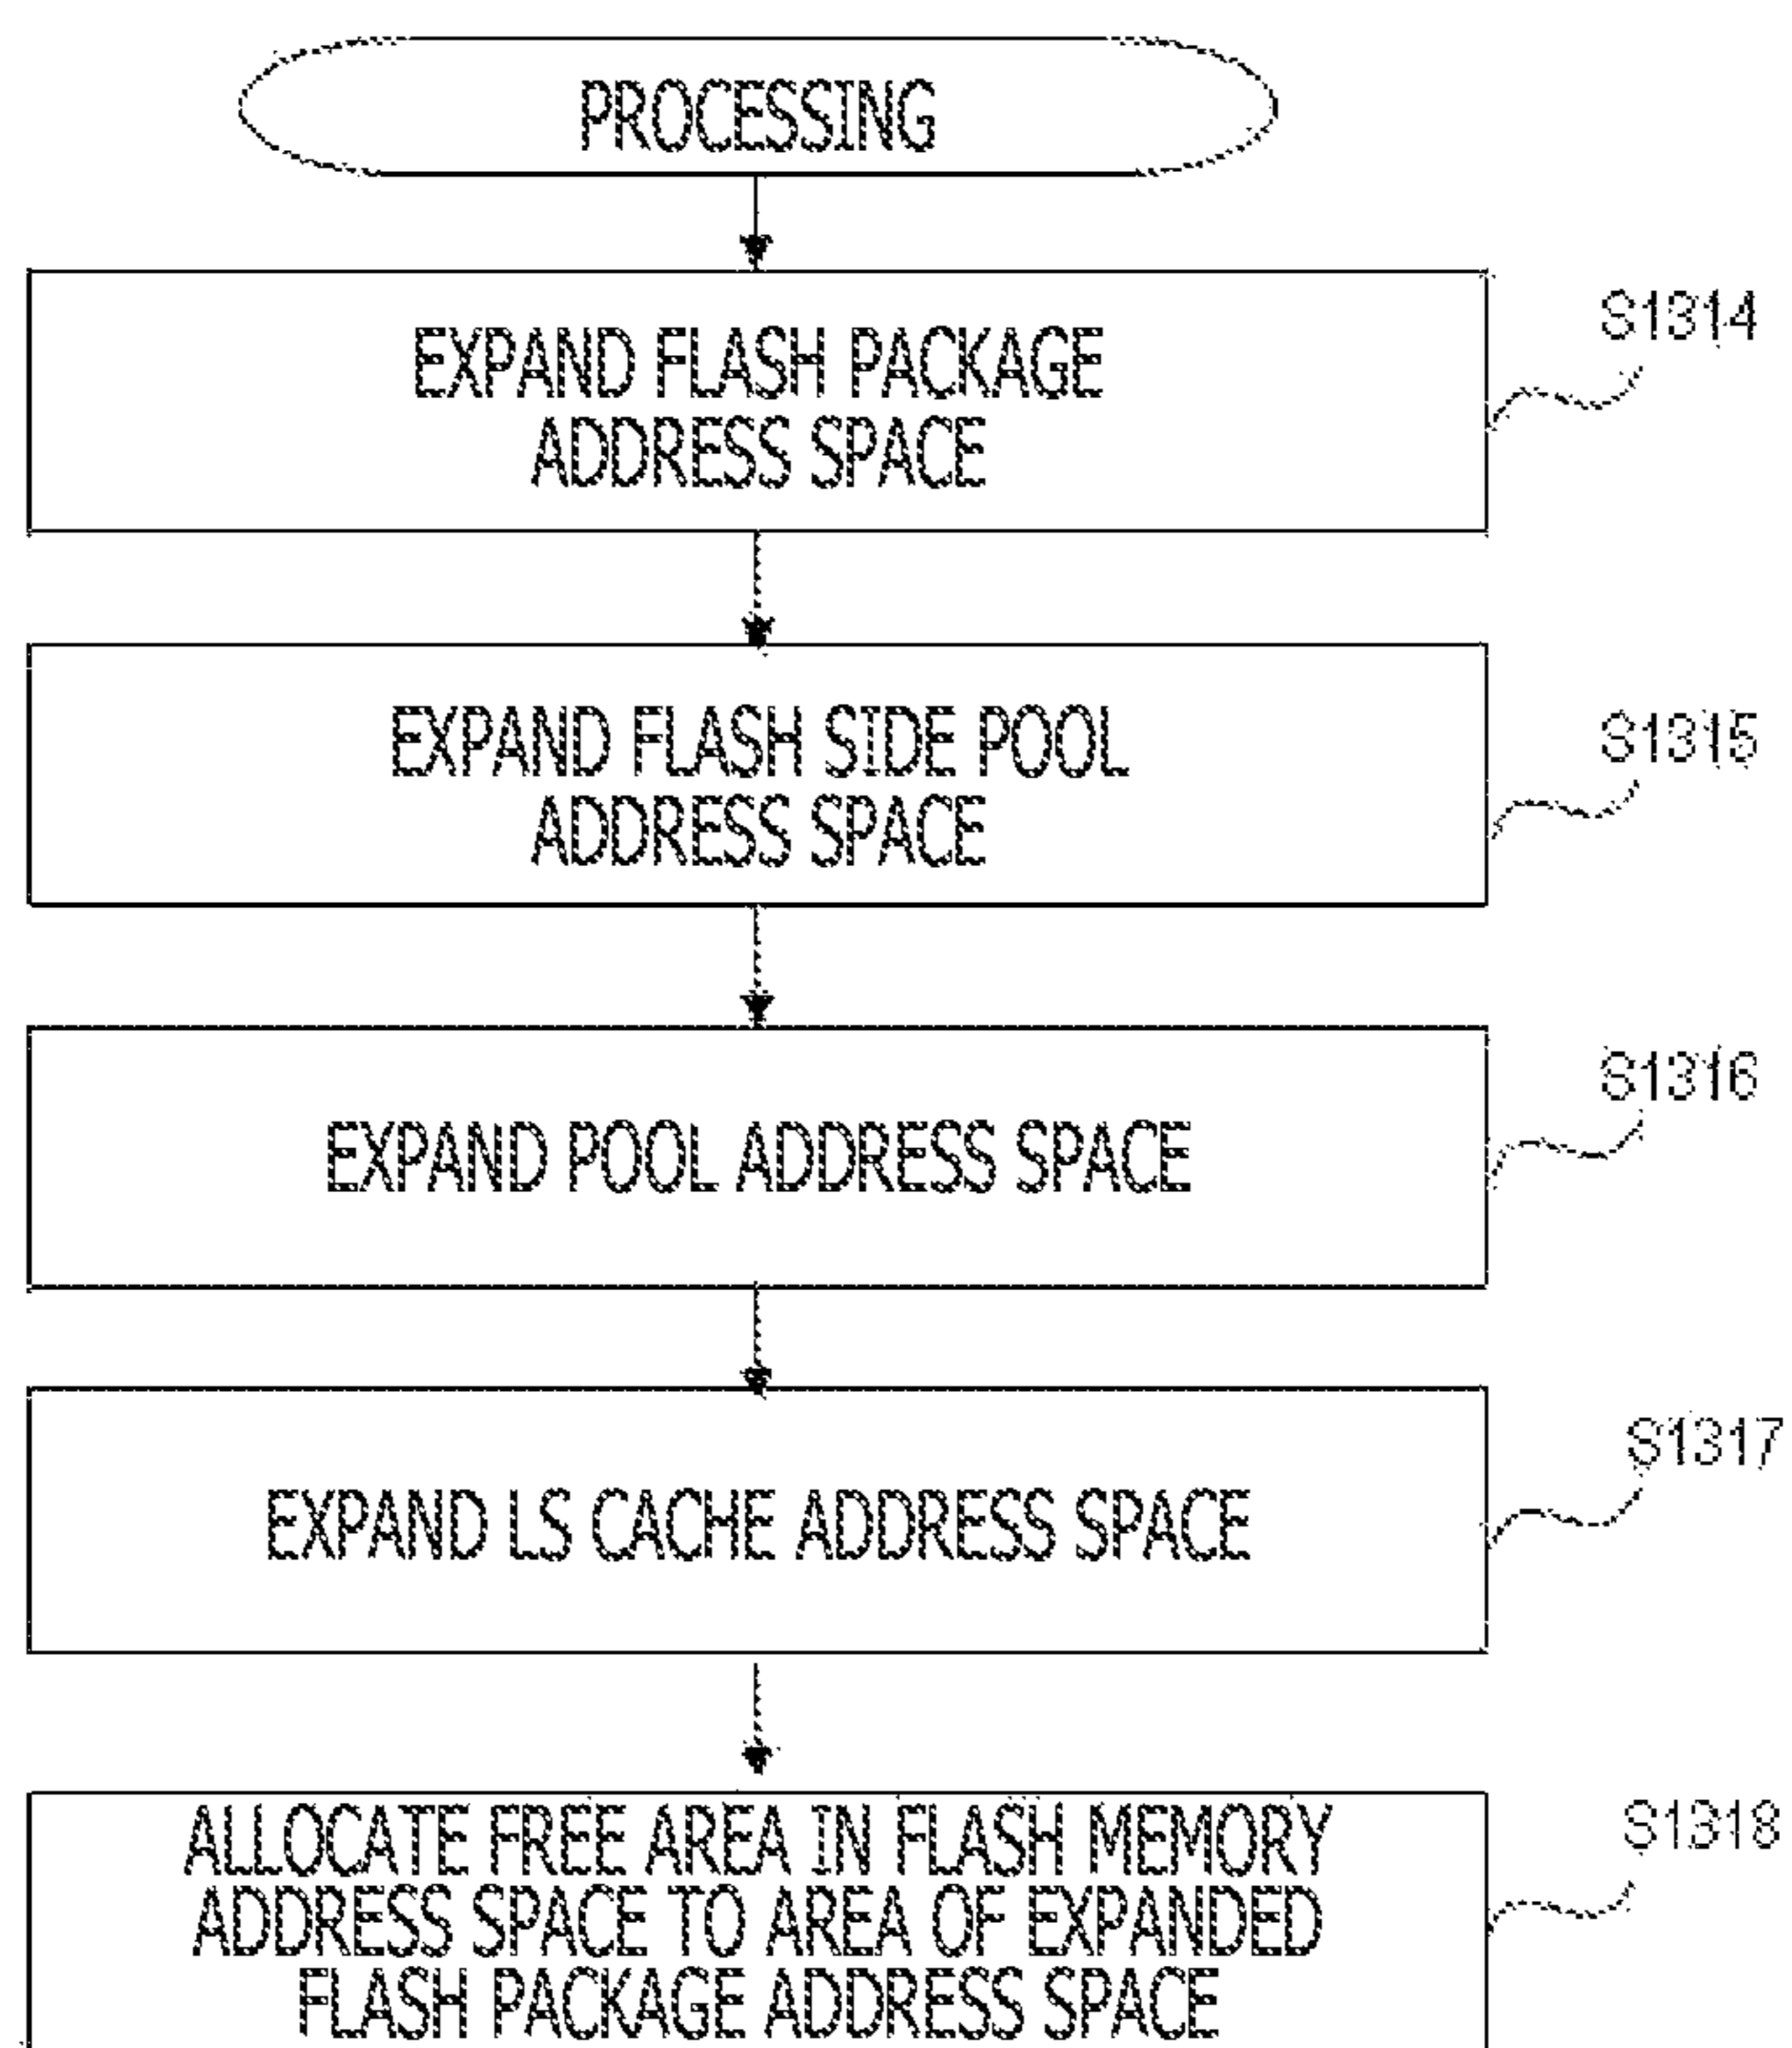 PROCESSING
S1314
EXPAND FLASH PACKAGE
ADDRESS SPACE
S1315
EXPAND FLASH SIDE POOL
ADDRESS SPACE
S1316
EXPAND POOL ADDRESS SPACE
S1317
EXPAND LS CACHE ADDRESS SPACE
S1318
ALLOCATE FREE AREA IN FLASH MEMORY
ADDRESS SPACE TO AREA OF EXPANDED
FLASH PACKAGE ADDRESS SPACE